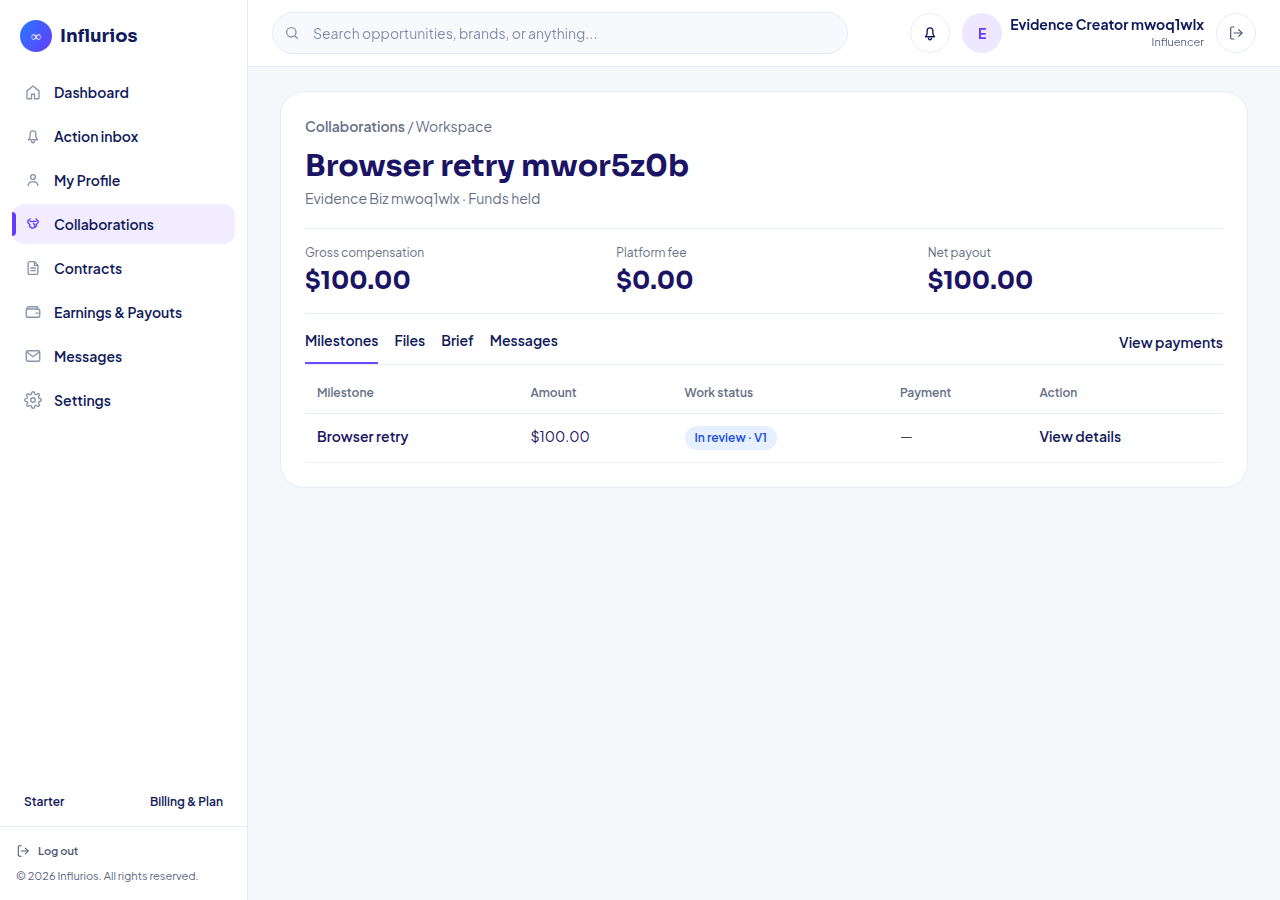 Influrios
Search opportunities, brands, or anything...
E
Evidence Creator mwoq1wlx
Influencer
Dashboard
Action inbox
My Profile
Collaborations
Contracts
Earnings & Payouts
Messages
Settings
Starter
Billing & Plan
Log out
© 2026 Influrios. All rights reserved.
Collaborations / Workspace
Browser retry mwor5z0b
Evidence Biz mwoq1wlx · Funds held
Gross compensation
Platform fee
Net payout
$100.00
$0.00
$100.00
Milestones
Files
Brief
Messages
View payments
Milestone
Amount
Work status
Payment
Action
Browser retry
$100.00
In review · V1
—
View details